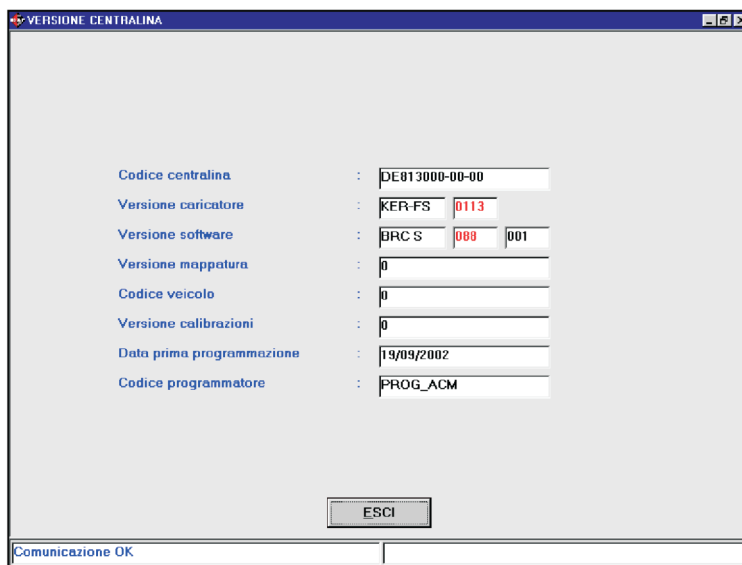 VERSIONE CENTRALINA
Codice centralina : DE813000-00-00
Versione caricatore : KER-FS 0113
Versione software : BRC S 088 001
Versione mappatura : 0
Codice veicolo : 0
Versione calibrazioni : 0
Data prima programmazione : 19/09/2002
Codice programmatore : PROG_ACM
ESCI
Comunicazione OK